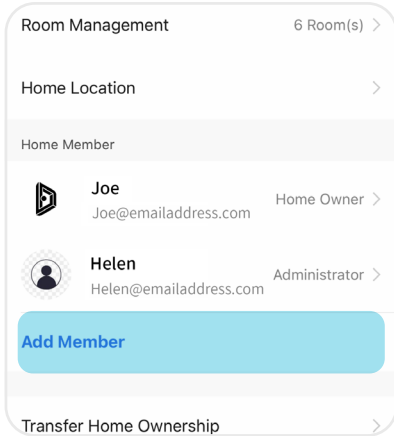 Room Management 6 Room(s)
Home Location
Home Member
Joe
Joe@emailaddress.com
Home Owner
Helen
Helen@emailaddress.com
Administrator
Add Member
Transfer Home Ownership